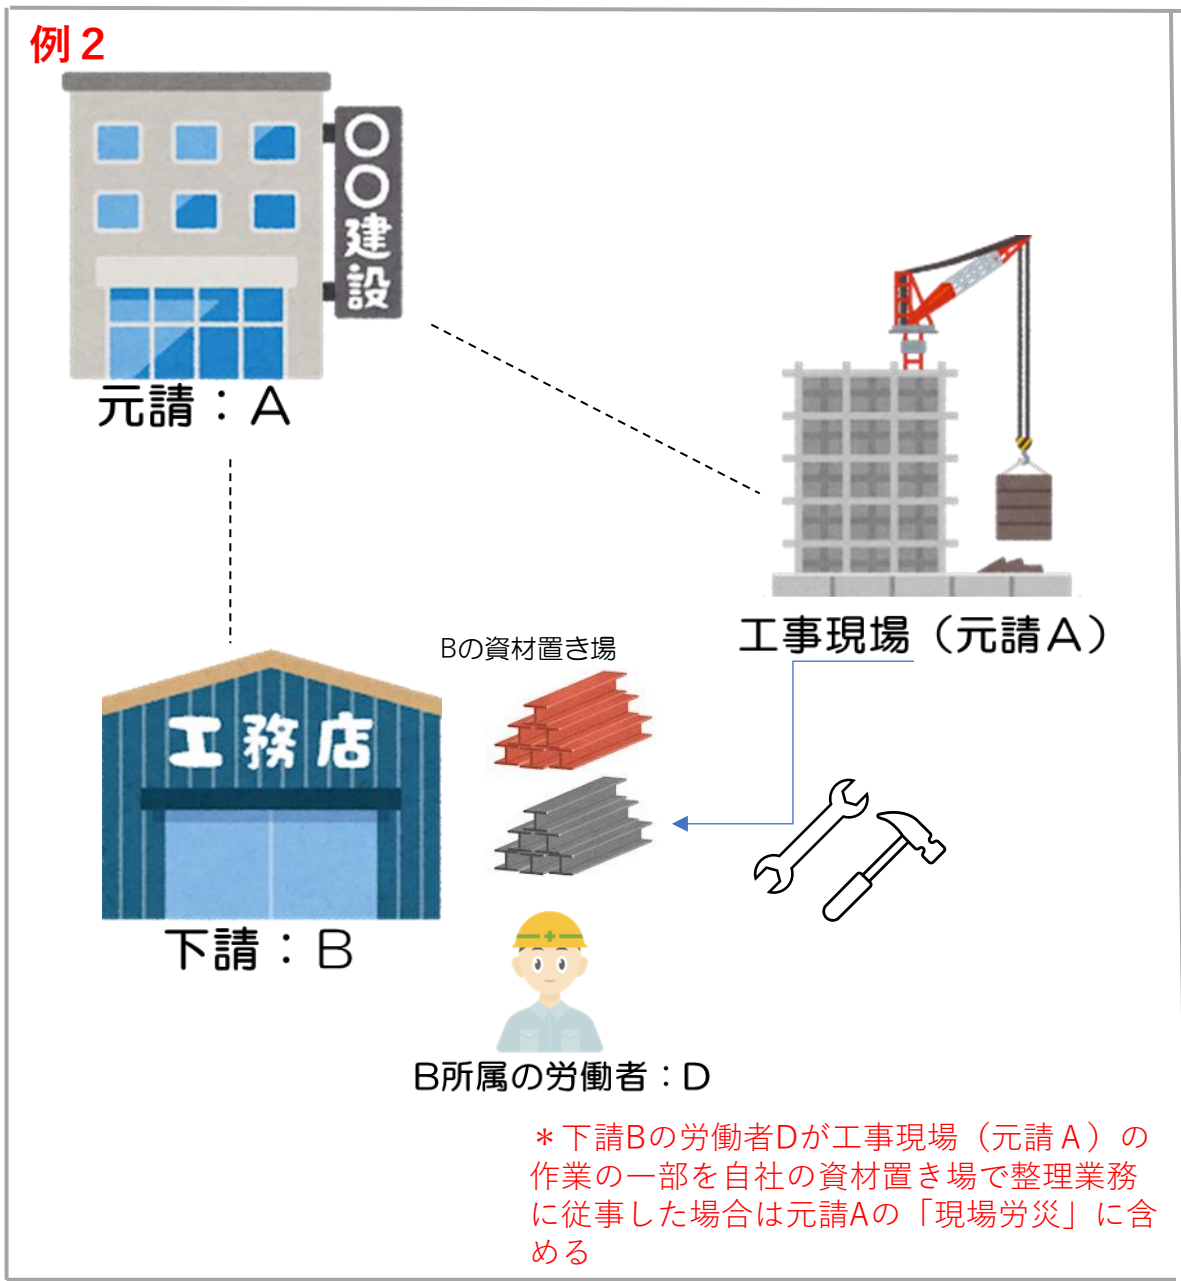 例２
〇〇建設
元請：A
工事現場（元請A）
Bの資材置き場
工務店
下請：B
B所属の労働者：D
＊下請Bの労働者Dが工事現場（元請Ａ）の
作業の一部を自社の資材置き場で整理業務
に従事した場合は元請Aの「現場労災」に含
める